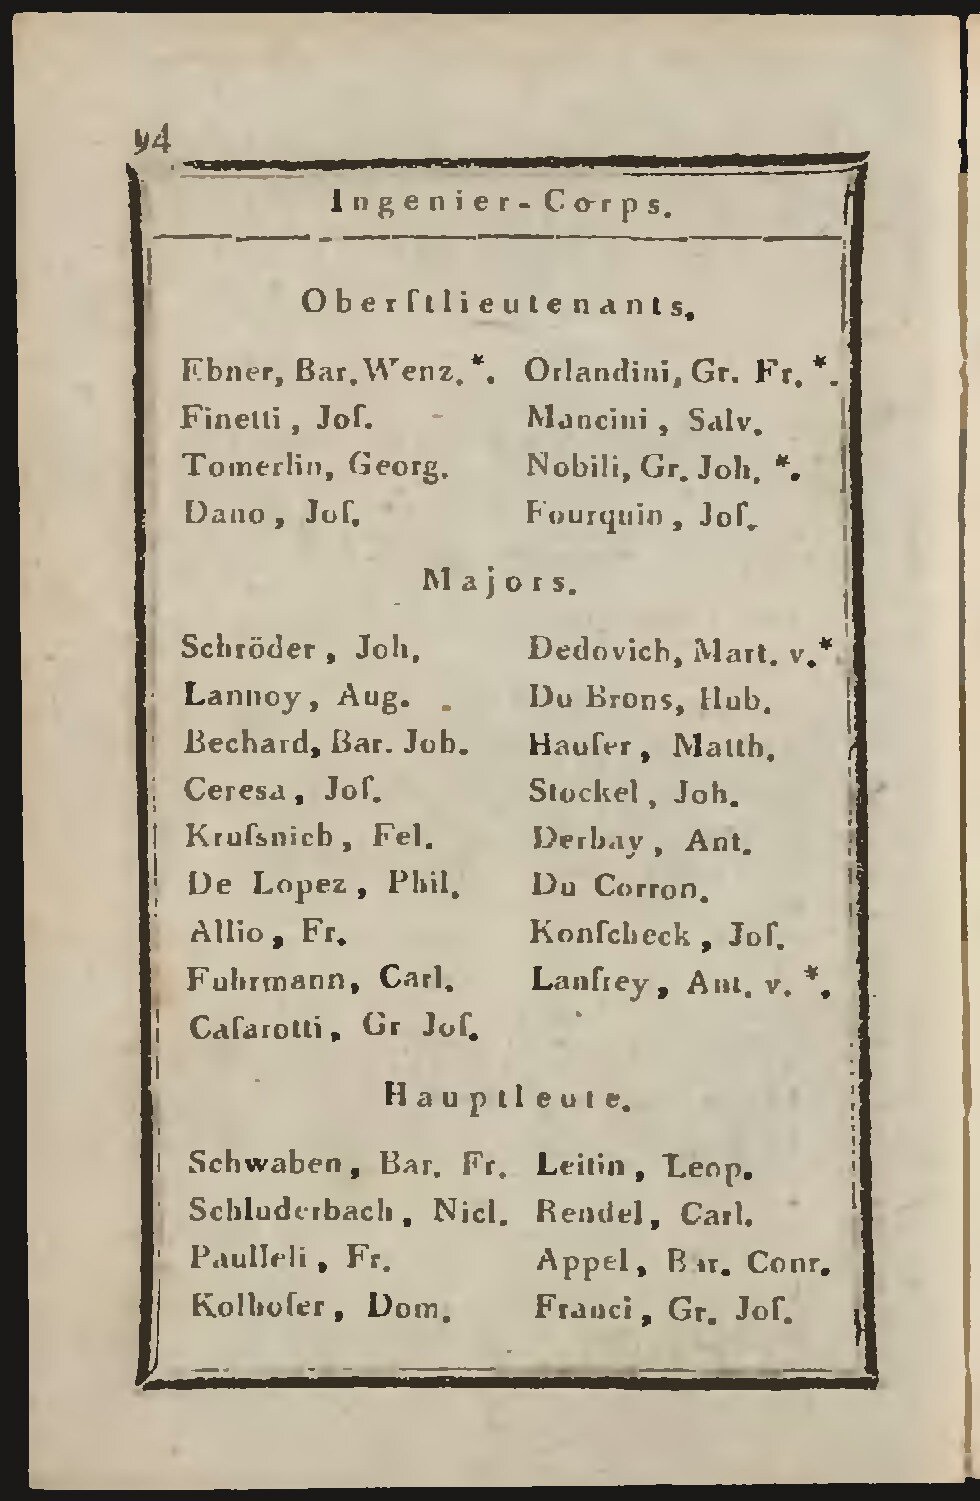 94
Ingenier-Corps.
Oberſtlieutenants.
Ebner, Bar. Wenz. *.
Finetti, Joſ.
Tomerlin, Georg.
Dano, Joſ.
Orlandini, Gr. Fr. *.
Mancini, Salv.
Nobili, Gr. Joh. *.
Fourquin, Joſ.
Majors.
Schröder, Joh.
Lannoy, Aug.
Bechard, Bar. Joh.
Ceresa, Joſ.
Kruſsnich, Fel.
De Lopez, Phil.
Allio, Fr.
Fuhrmann, Carl.
Caſarotti, Gr Joſ.
Dedovich, Mart. v. *.
Du Brons, Hub.
Hauſer, Matth.
Stockel, Joh.
Derbay, Ant.
Du Corron.
Konſcheck, Joſ.
Lanfrey, Ant. v. *.
Hauptleute.
Schwaben, Bar. Fr.
Schluderbach, Nicl.
Fr.
Kolhofer, Dom.
Leitin, Leop.
Rendel, Carl.
Appel, Bar. Conr.
Franci, Gr. Joſ.